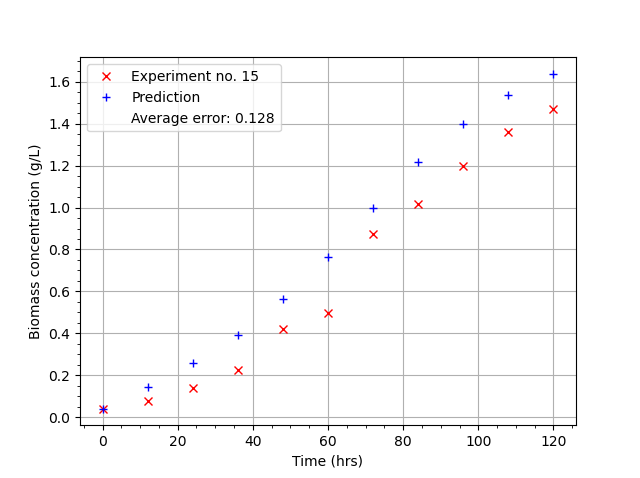 Experiment no. 15
Prediction
Average error: 0.128
Biomass concentration (g/L)
1.6
1.4
1.2
1.0
0.8
0.6
0.4
0.2
0.0
0 20 40 60 80 100 120
Time (hrs)